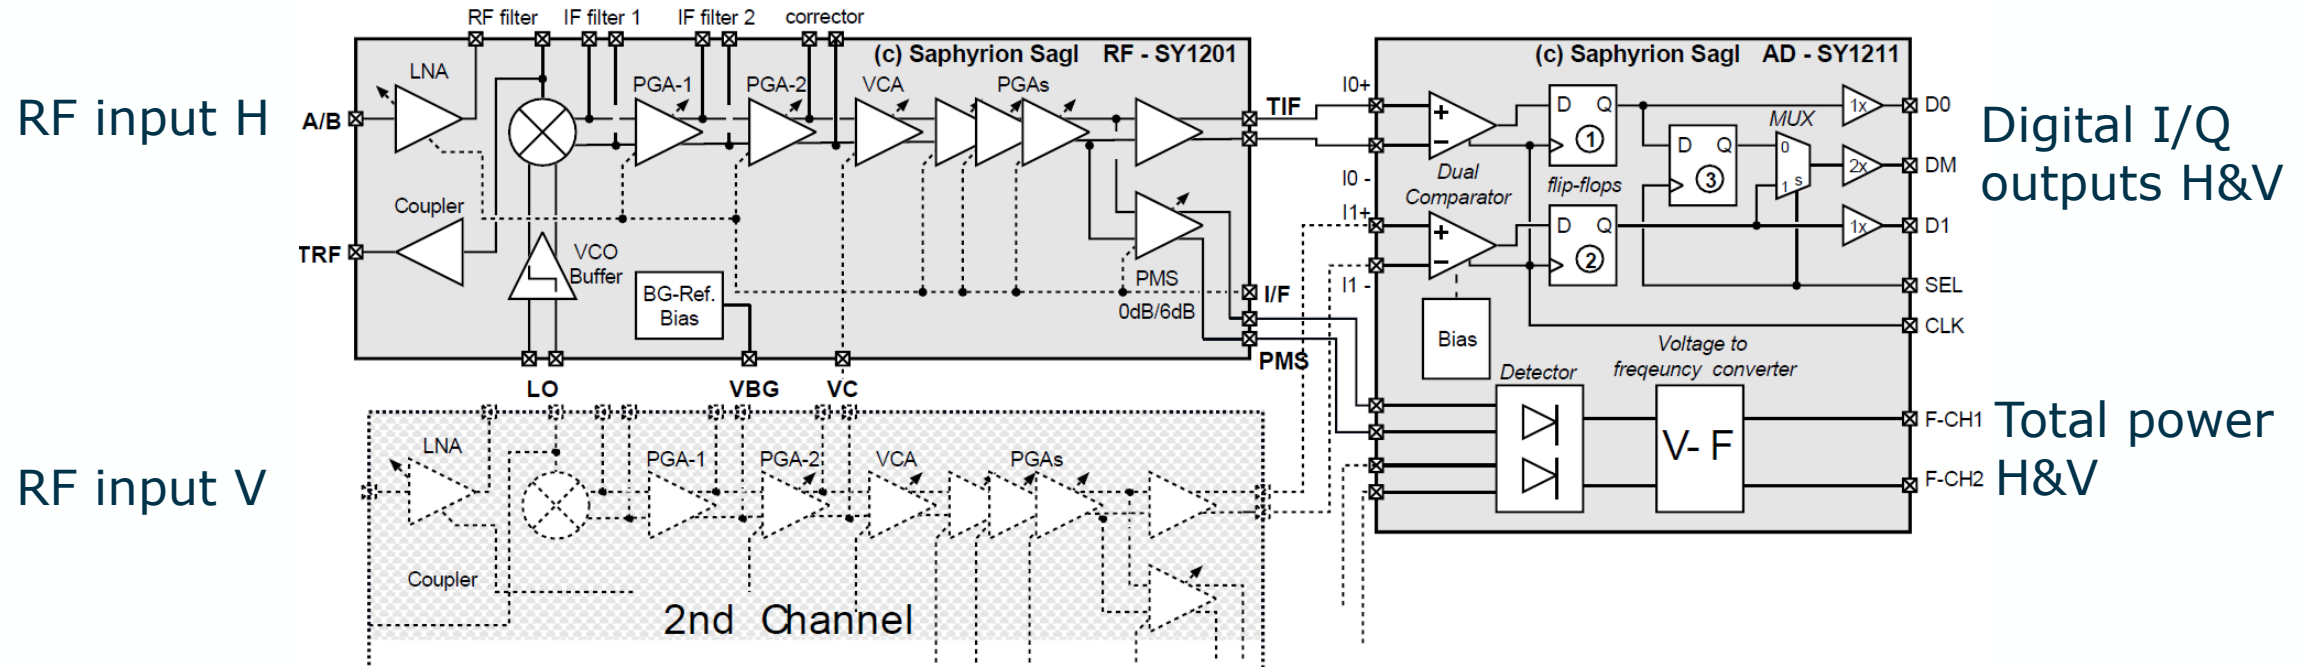 RF filter
IF filter 1
IF filter 2
corrector
(c) Saphyrion Sagl RF - SY1201
(c) Saphyrion Sagl AD - SY1211
LNA
PGA-1
PGA-2
VCA
PGAs
RF input H
A/B
TIF
I0+
D Q
1
1x
D0
MUX
Digital I/Q
outputs H&V
+
−
D Q
3
0
1 s
2x
DM
I0 -
Dual
Comparator
flip-flops
Coupler
TRF
VCO
Buffer
I1+
+
−
D Q
2
1x
D1
I1 -
BG-Ref.
Bias
PMS
0dB/6dB
I/F
SEL
CLK
Bias
Voltage to
freqeuncy converter
PMS
Detector
LO
VBG
VC
V- F
F-CH1
Total power
H&V
F-CH2
RF input V
LNA
PGA-1
PGA-2
VCA
PGAs
Coupler
2nd Channel